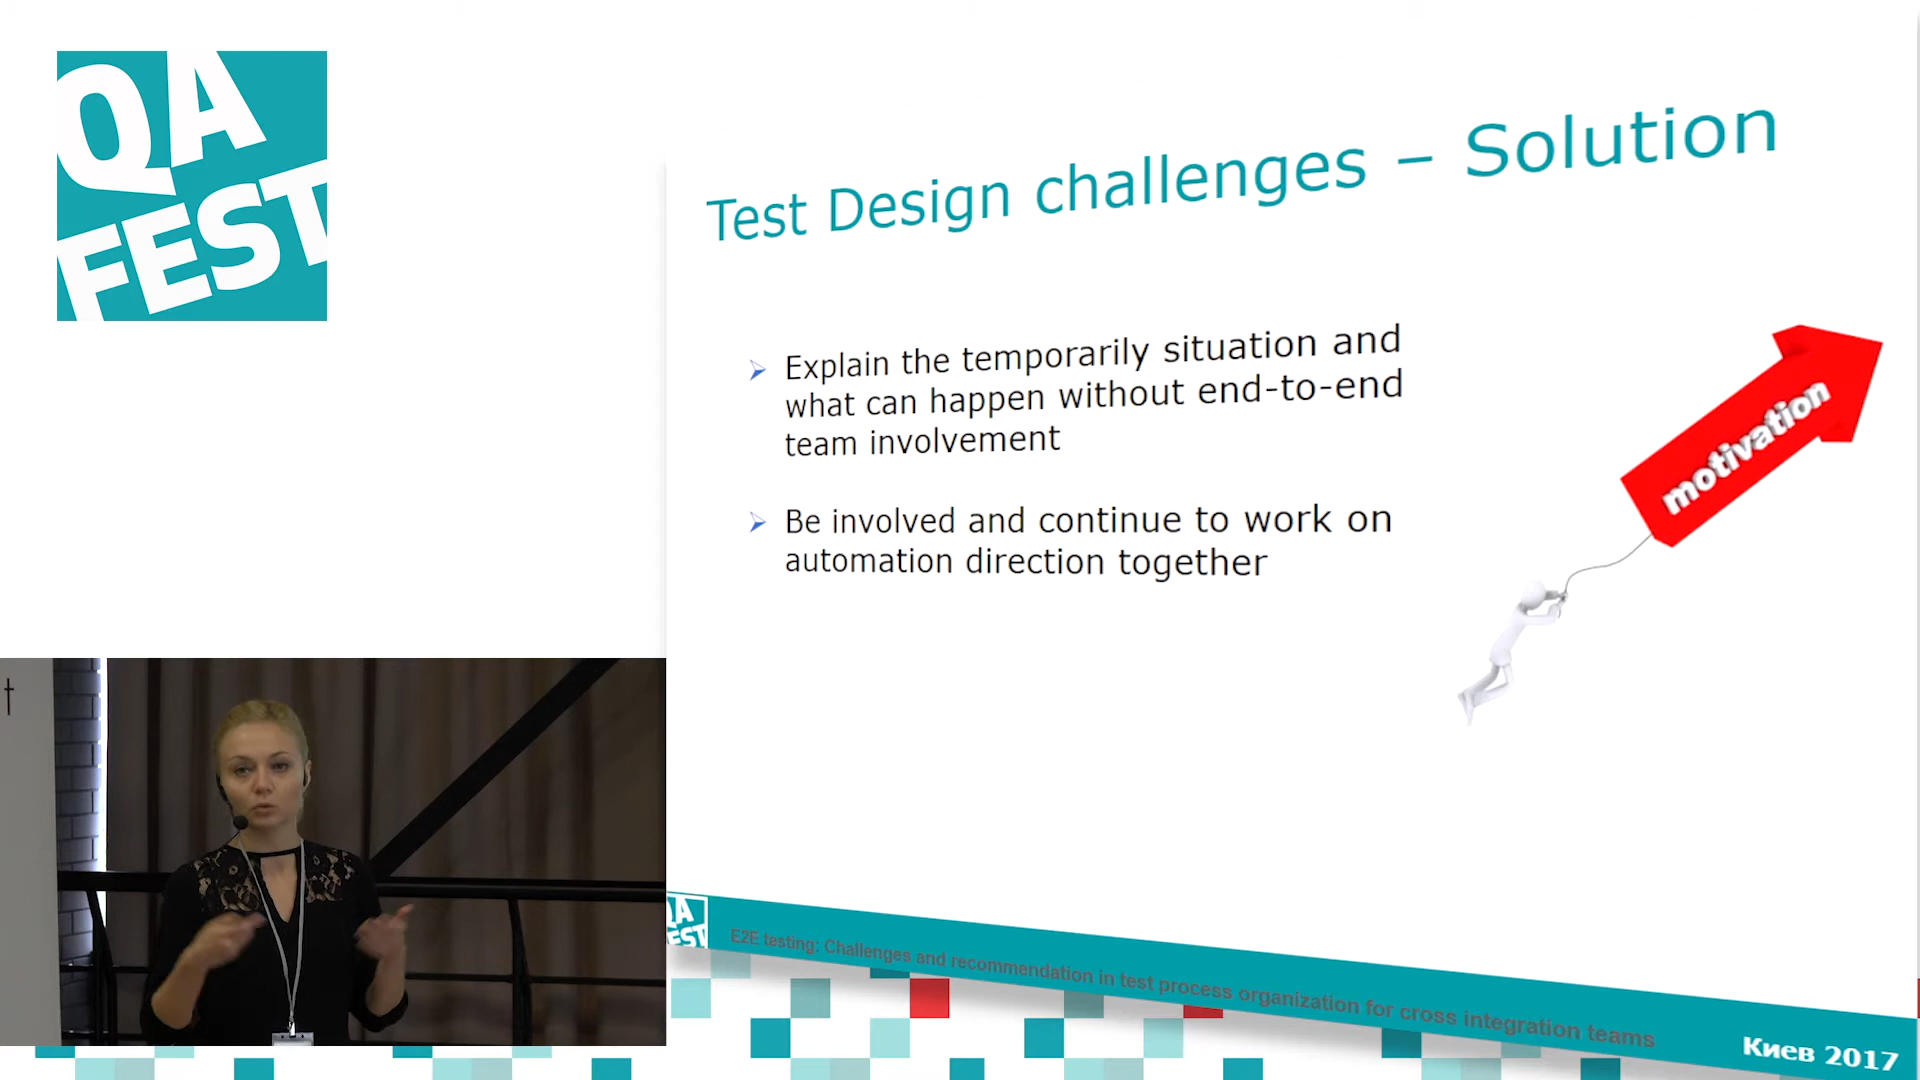 QA
FEST
Test Design challenges – Solution
Explain the temporarily situation and
what can happen without end-to-end
team involvement
Be involved and continue to work on
automation direction together
motivation
QA
FEST
E2E testing: Challenges and recommendation in test process organization for cross integration teams
Киев 2017